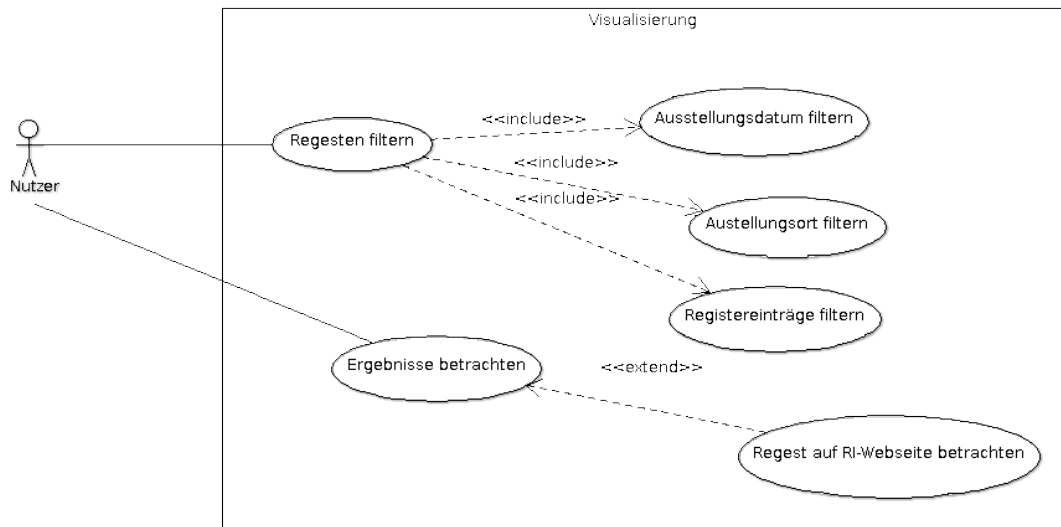 Visualisierung
Ausstellungsdatum filtern
<<include>>
Regesten filtern
<<include>>
Nutzer
<<include>>
Austellungsort filtern
Registereinträge filtern
Ergebnisse betrachten
<<extend>>
Regest auf RI-Webseite betrachten